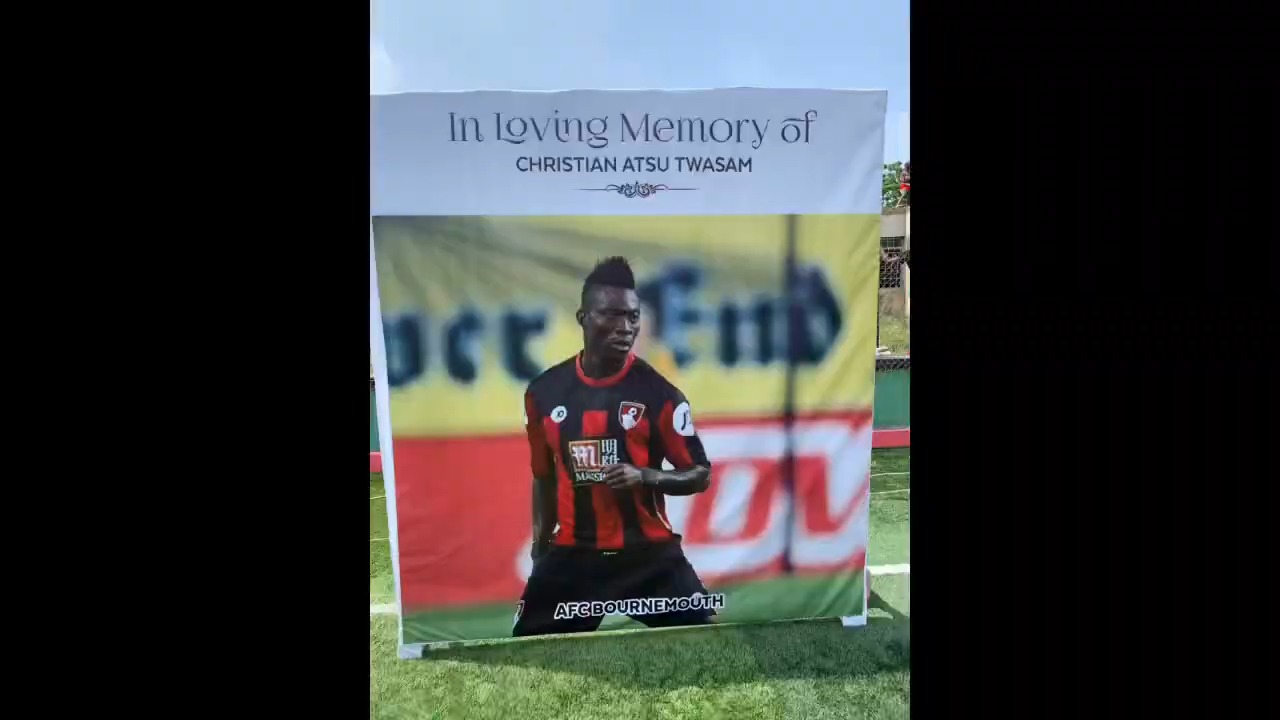 In Loving Memory of
CHRISTIAN ATSU TWASAM
AFC BOURNEMOUTH